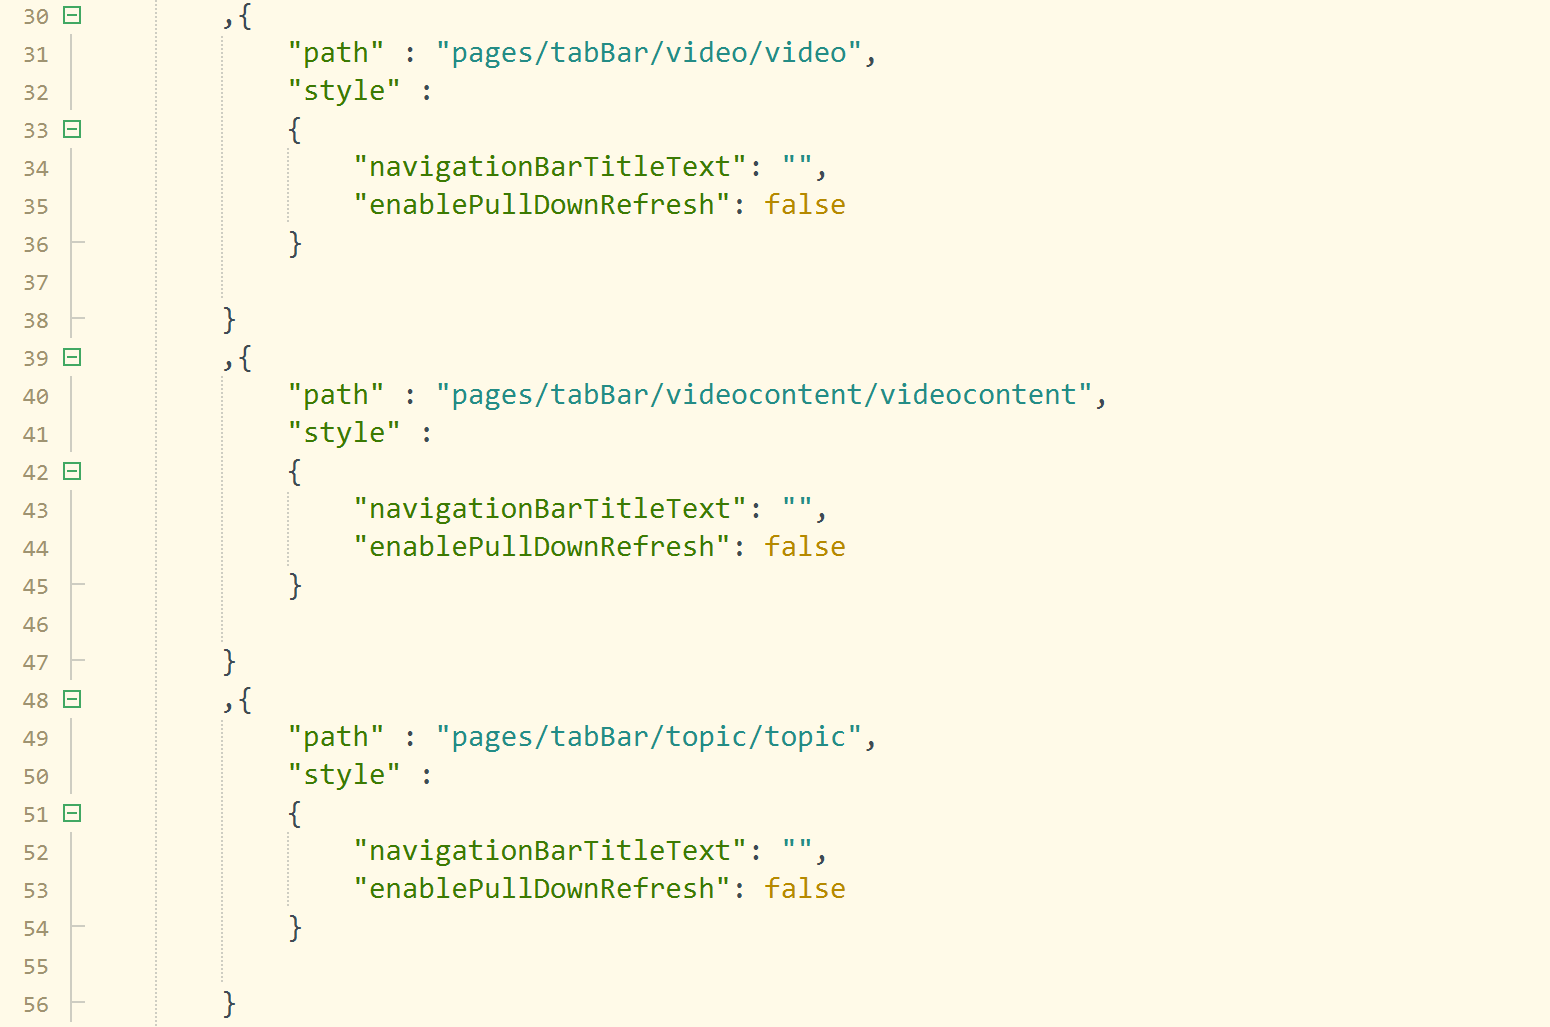 30 ,{
31 "path" : "pages/tabBar/video/video",
32 "style" :
33 {
34 "navigationBarTitleText": "",
35 "enablePullDownRefresh": false
36 }
37
38 }
39 ,{
40 "path" : "pages/tabBar/videocontent/videocontent",
41 "style" :
42 {
43 "navigationBarTitleText": "",
44 "enablePullDownRefresh": false
45 }
46
47 }
48 ,{
49 "path" : "pages/tabBar/topic/topic",
50 "style" :
51 {
52 "navigationBarTitleText": "",
53 "enablePullDownRefresh": false
54 }
55
56 }